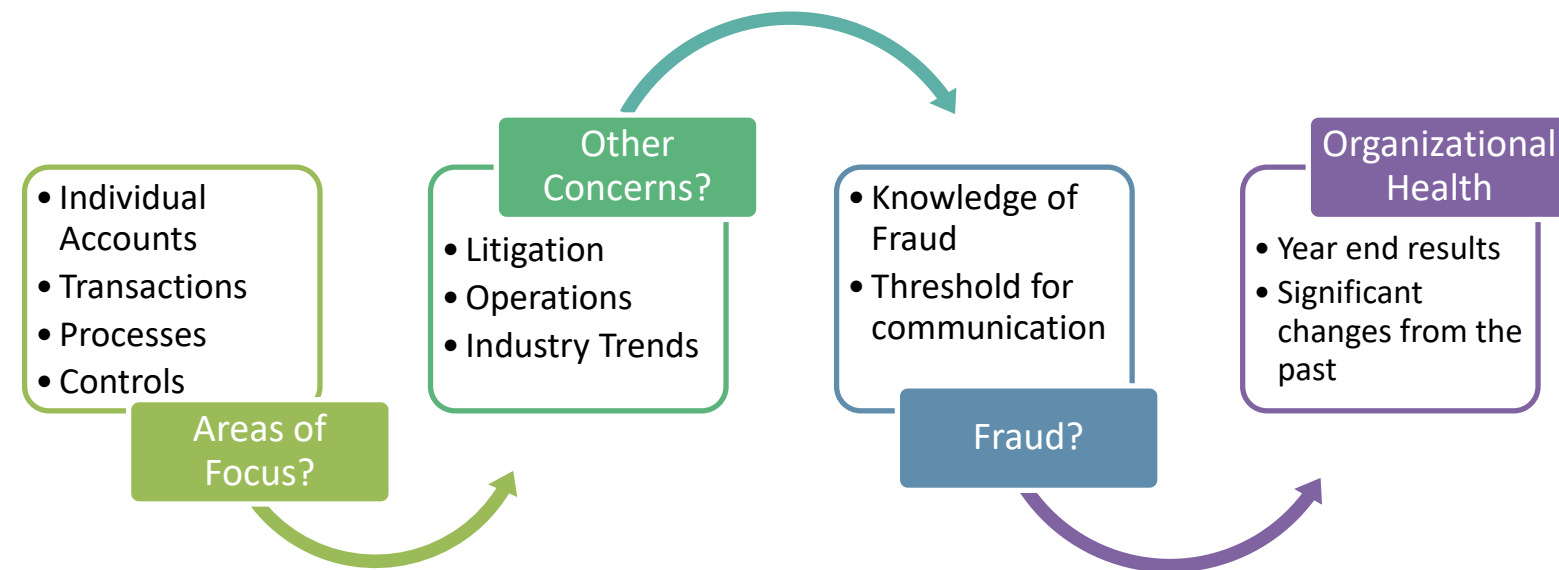 • Individual
Accounts
• Transactions
• Processes
• Controls
Areas of
Focus?
Other
Concerns?
• Litigation
• Operations
• Industry Trends
• Knowledge of
Fraud
• Threshold for
communication
Fraud?
Organizational
Health
• Year end results
• Significant
changes from the
past